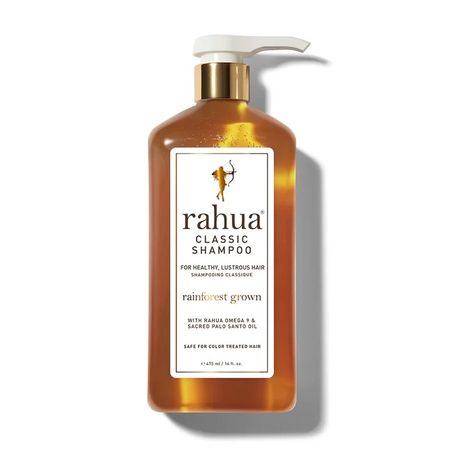 rahua®
CLASSIC
SHAMPOO
FOR HEALTHY, LUSTROUS HAIR
SHAMPOOING CLASSIQUE
rainforest grown
WITH RAHUA OMEGA 9 &
SACRED PALO SANTO OIL
SAFE FOR COLOR TREATED HAIR
℮ 475 ml / 16 fl. oz.